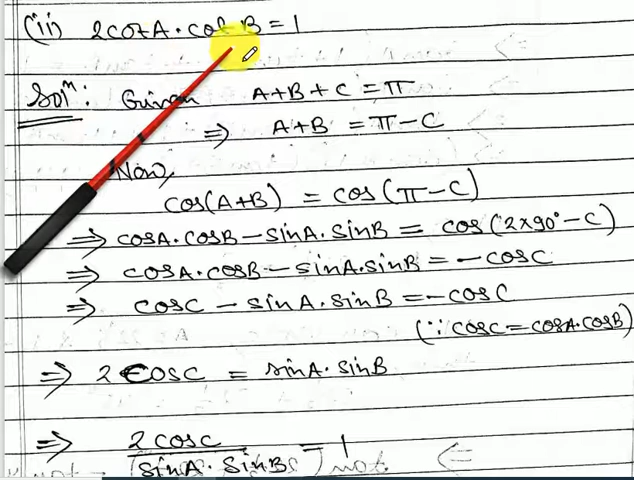 (ii) 2cotA·cotB=1
Solⁿ: Given A+B+C=π
⇒ A+B =π-C
Now,
cos(A+B) = cos(π-C)
⇒ cosA·cosB-sinA.sinB = cos(2×90°-C)
⇒ cosA·cosB-sinA.sinB = -cosC
⇒ cosC - sinA.sinB=-cosC
(∵cosC=cosA.cosB)
⇒ 2cosC = sinA.sinB
⇒ 2cosC/sinA.sinB = 1